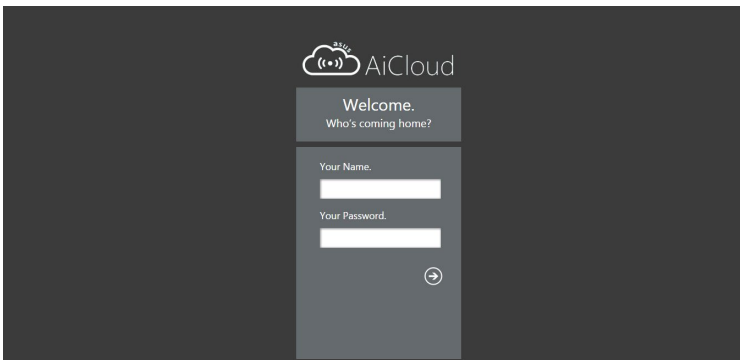 ASUS
AiCloud
Welcome.
Who's coming home?
Your Name.
Your Password.